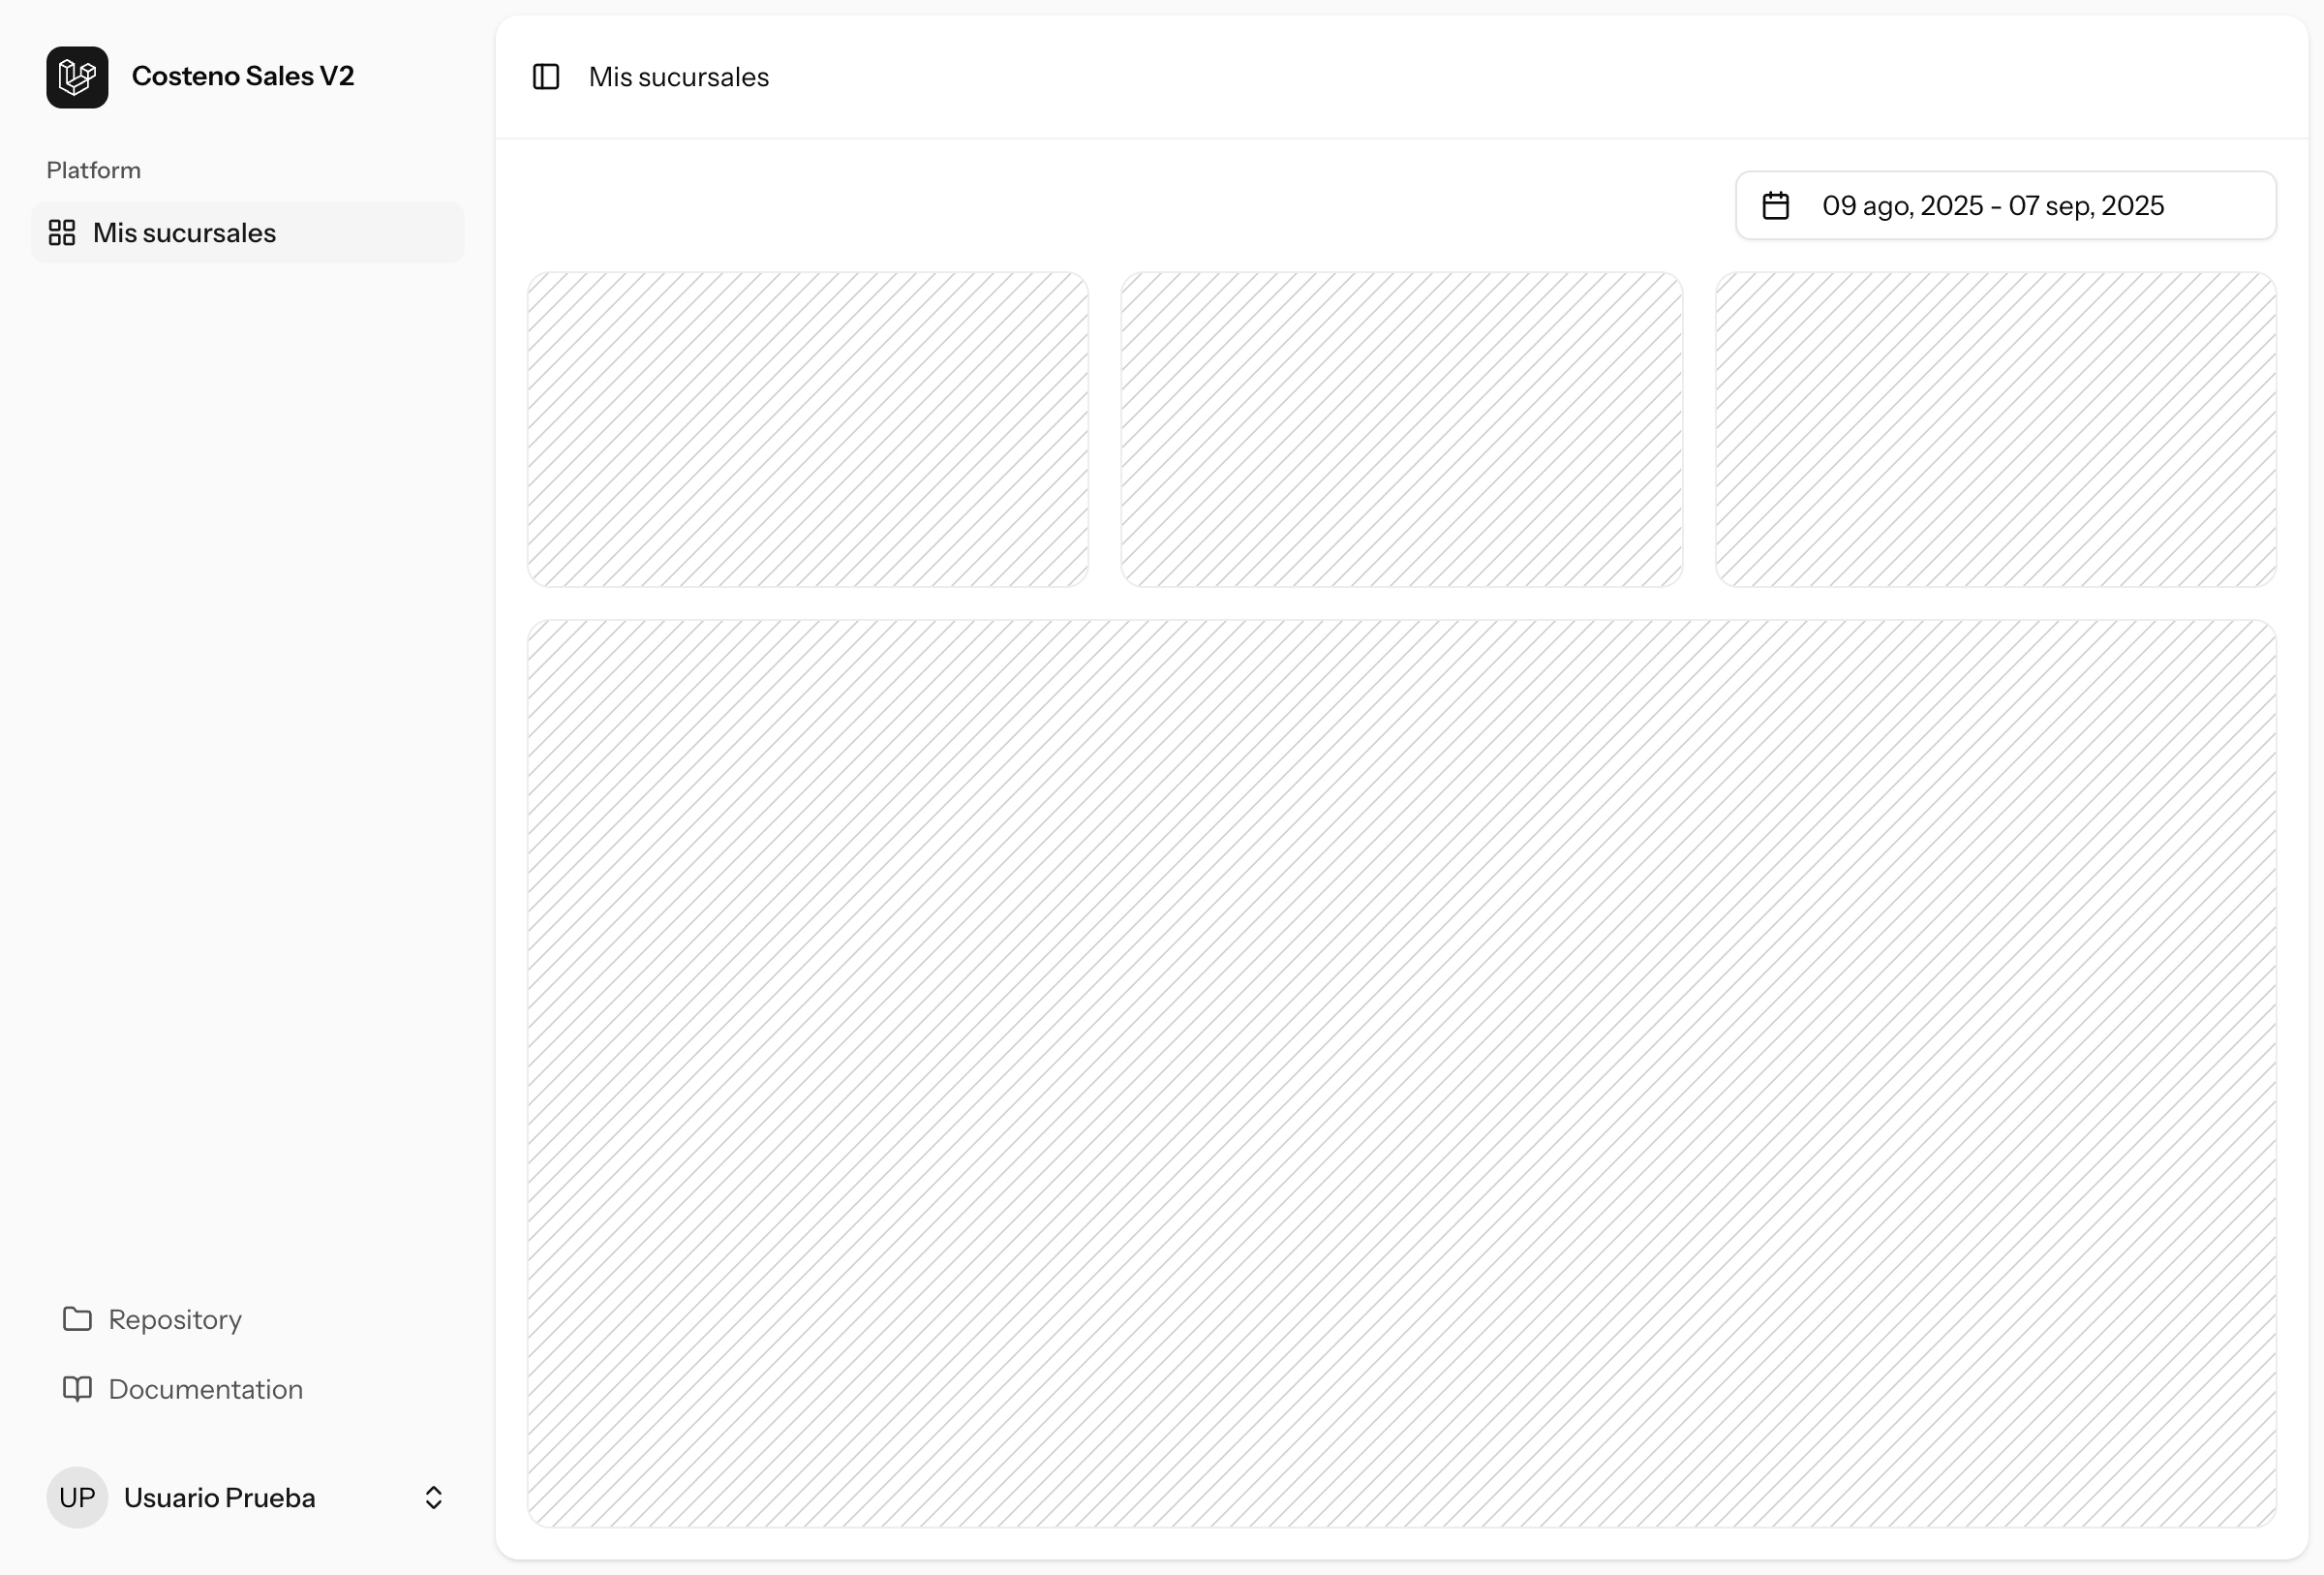 Costeno Sales V2
Platform
Mis sucursales
Repository
Documentation
UP Usuario Prueba
Mis sucursales
09 ago, 2025 - 07 sep, 2025